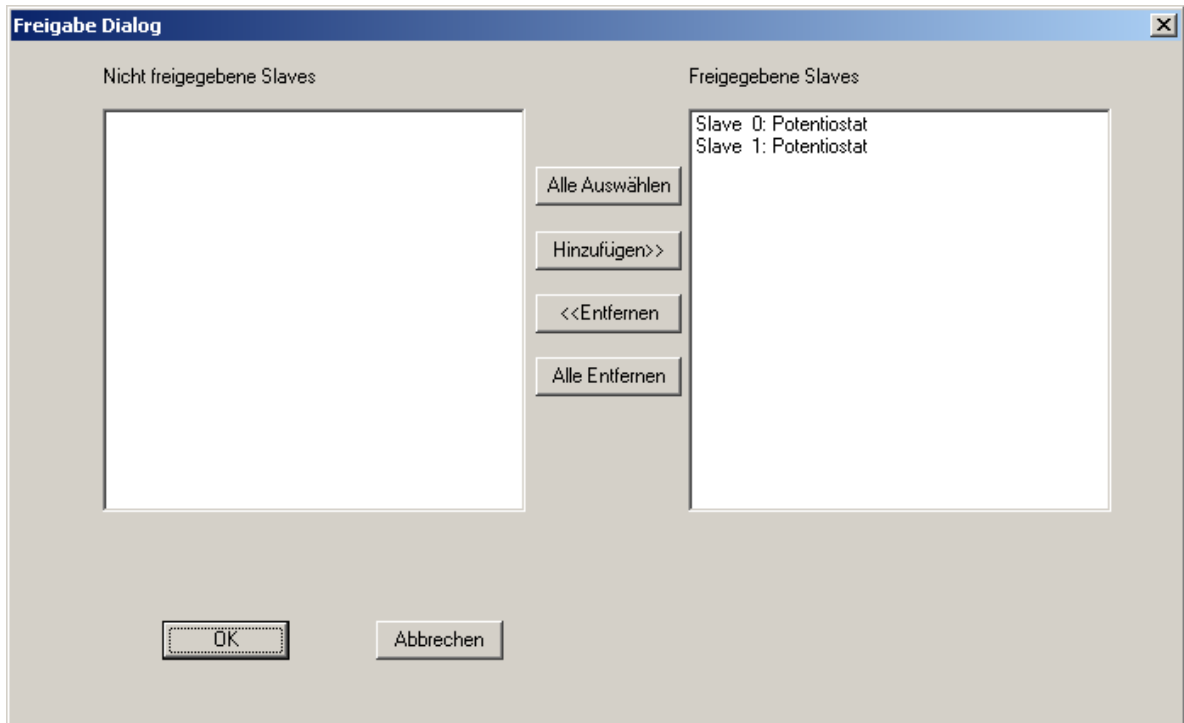 Freigabe Dialog
Nicht freigegebene Slaves
Freigegebene Slaves
Slave 0: Potentiostat
Slave 1: Potentiostat
Alle Auswählen
Hinzufügen>>
<<Entfernen
Alle Entfernen
OK
Abbrechen